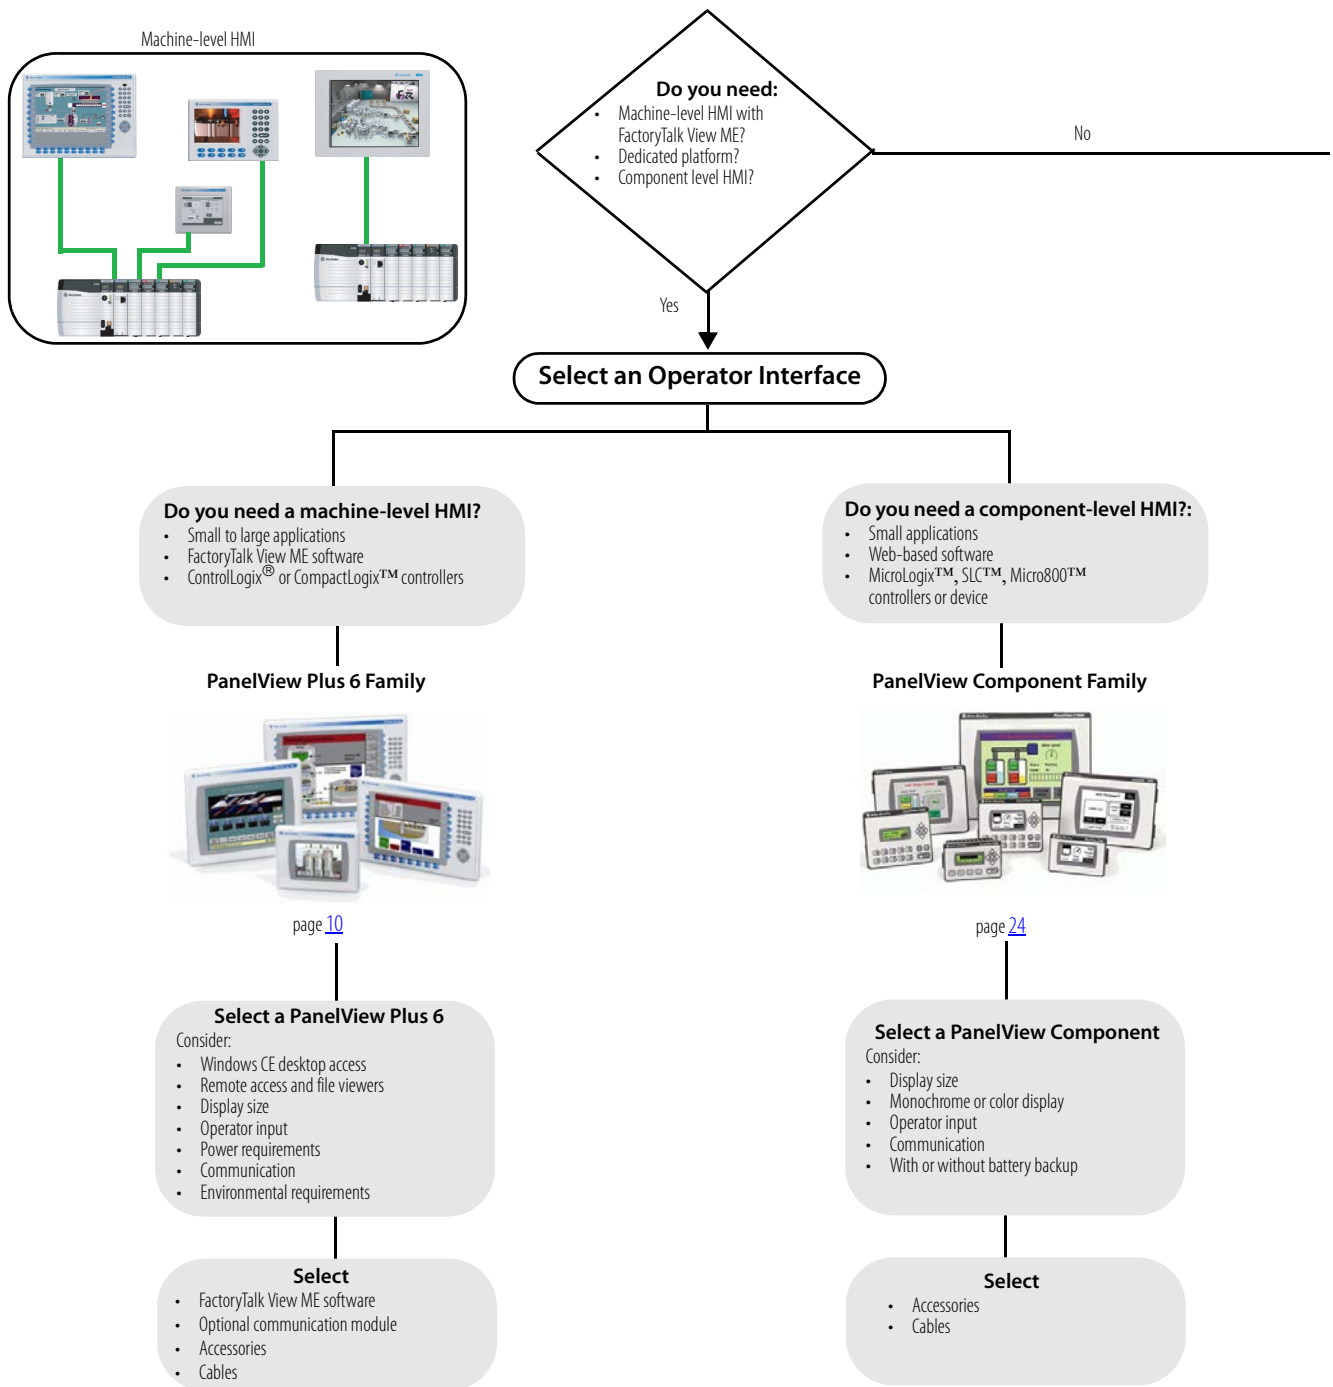 Machine-level HMI
Do you need:
• Machine-level HMI with
FactoryTalk View ME?
• Dedicated platform?
• Component level HMI?
No
Yes
Select an Operator Interface
Do you need a machine-level HMI?
• Small to large applications
• FactoryTalk View ME software
• ControlLogix® or CompactLogix™ controllers
Do you need a component-level HMI?:
• Small applications
• Web-based software
• MicroLogix™, SLC™, Micro800™
controllers or device
PanelView Plus 6 Family
PanelView Component Family
page 10
page 24
Select a PanelView Plus 6
Consider:
• Windows CE desktop access
• Remote access and file viewers
• Display size
• Operator input
• Power requirements
• Communication
• Environmental requirements
Select a PanelView Component
Consider:
• Display size
• Monochrome or color display
• Operator input
• Communication
• With or without battery backup
Select
• FactoryTalk View ME software
• Optional communication module
• Accessories
• Cables
Select
• Accessories
• Cables